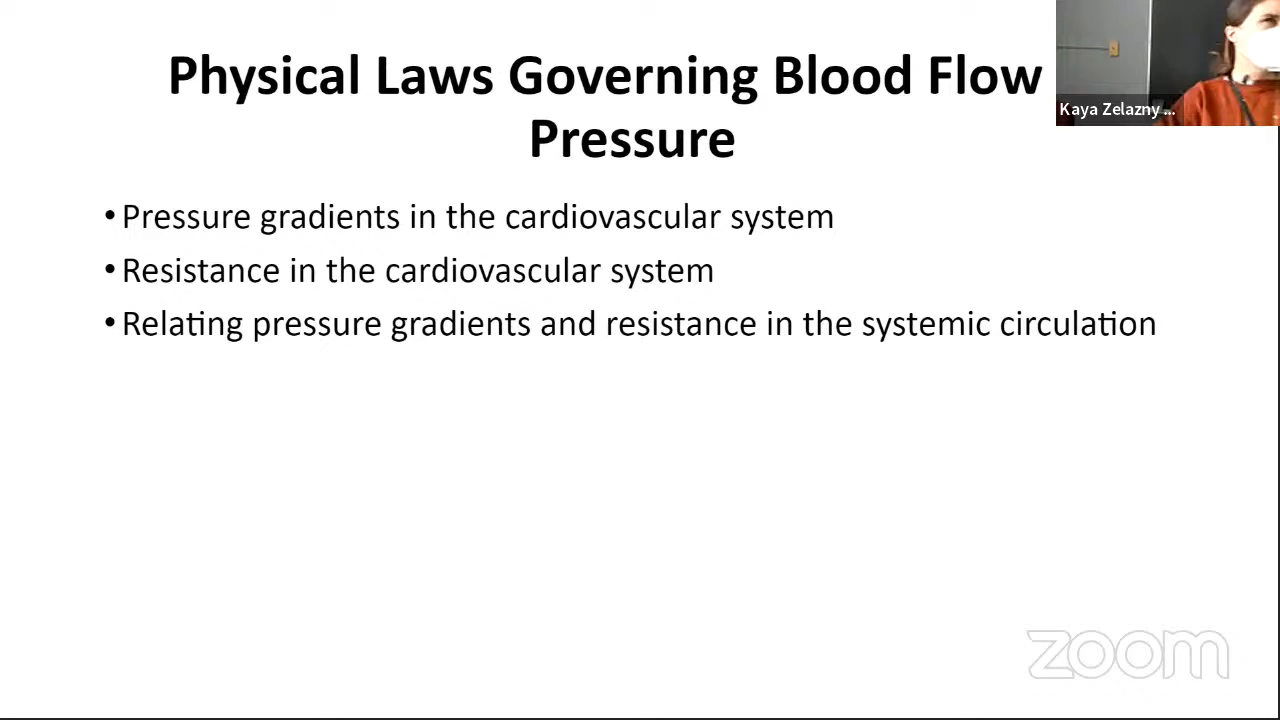 Physical Laws Governing Blood Flow
Pressure
• Pressure gradients in the cardiovascular system
• Resistance in the cardiovascular system
• Relating pressure gradients and resistance in the systemic circulation
Kaya Zelazny ...
zoom